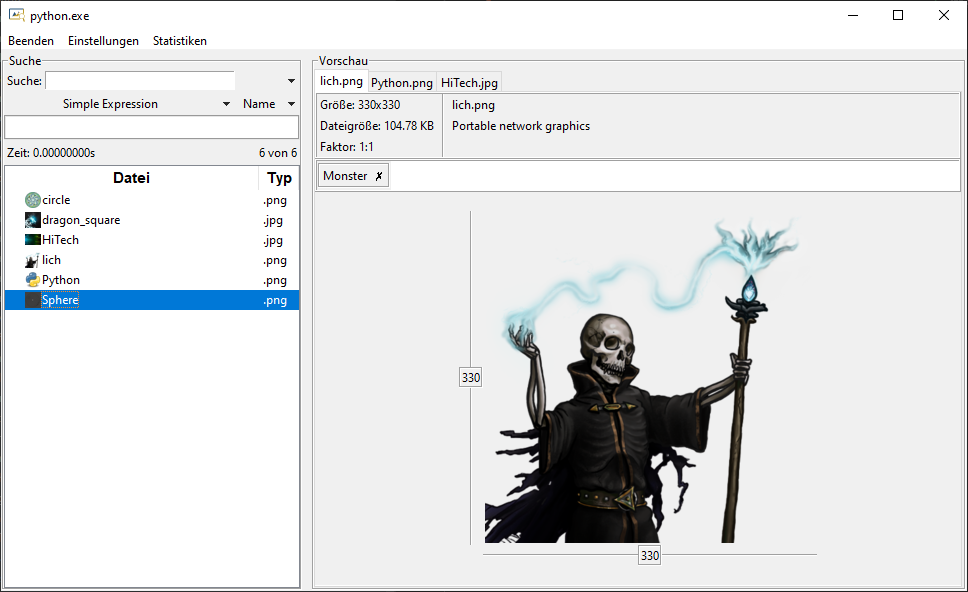 python.exe
Beenden Einstellungen Statistiken
Suche
Suche:
Simple Expression Name
Zeit: 0.00000000s 6 von 6
Datei Typ
circle .png
dragon_square .jpg
HiTech .jpg
lich .png
Python .png
Sphere .png
Vorschau
lich.png Python.png HiTech.jpg
Größe: 330x330
Dateigröße: 104.78 KB
Faktor: 1:1
lich.png
Portable network graphics
Monster ✗
330
330